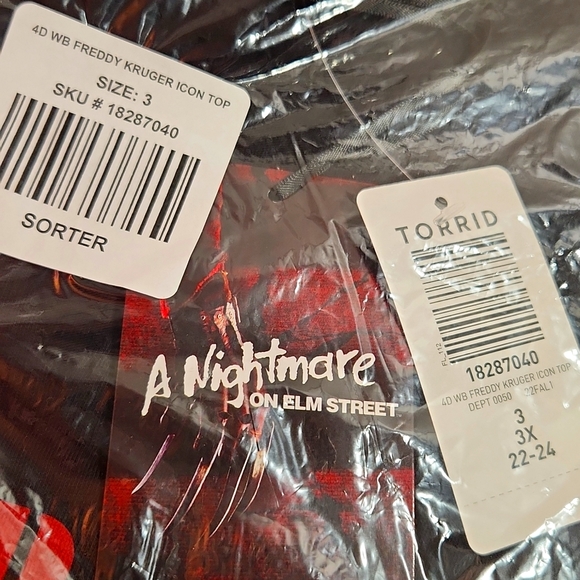 4D WB FREDDY KRUGER ICON TOP
SIZE: 3
SKU # 18287040
SORTER
A Nightmare
ON ELM STREET
TORRID
18287040
4D WB FREDDY KRUGER ICON TOP
DEPT 0050 22FAL1
3
3X
22-24